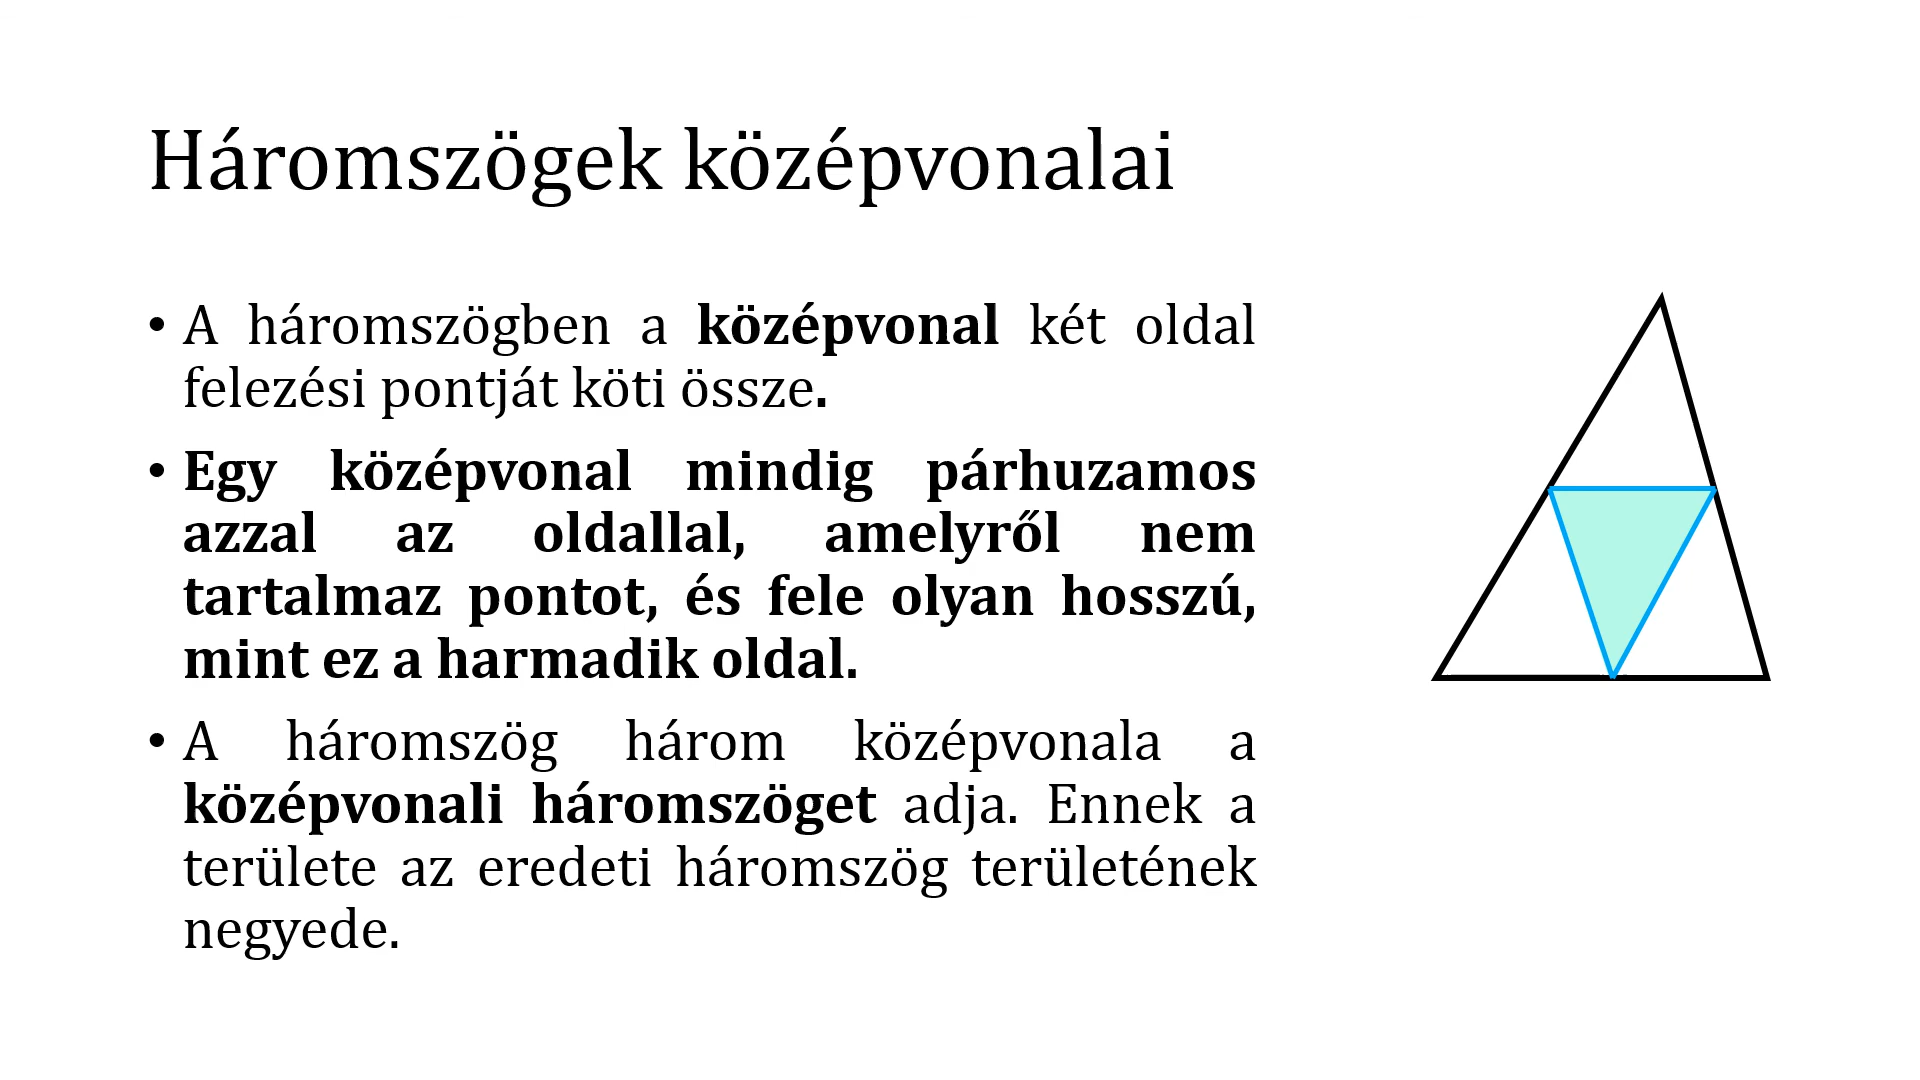 Háromszögek középvonalai
• A háromszögben a középvonal két oldal
felezési pontját köti össze.
• Egy középvonal mindig párhuzamos
azzal az oldallal, amelyről nem
tartalmaz pontot, és fele olyan hosszú,
mint ez a harmadik oldal.
• A háromszög három középvonala a
középvonali háromszöget adja. Ennek a
területe az eredeti háromszög területének
negyede.